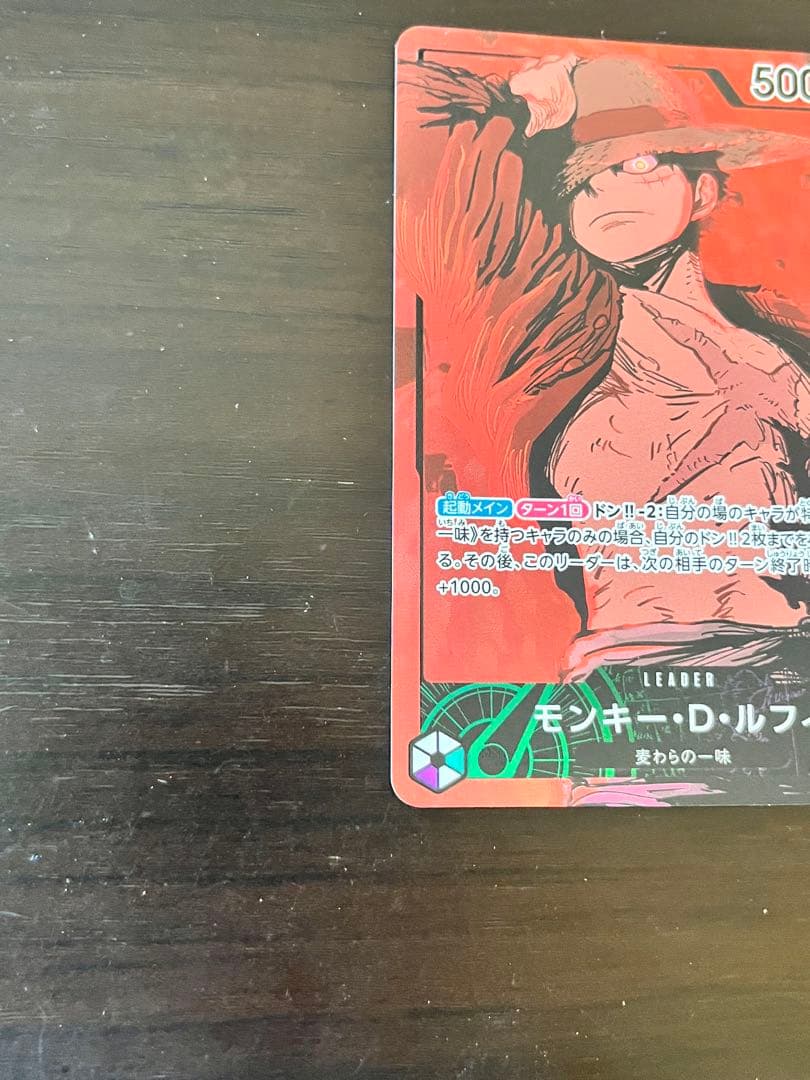 500
起動メイン ターン1回 ドン!!-2:自分の場のキャラが特
一味》を持つキャラのみの場合、自分のドン!!2枚までを
る。その後、このリーダーは、次の相手のターン終了時
+1000。
LEADER
モンキー・D・ルフィ
麦わらの一味